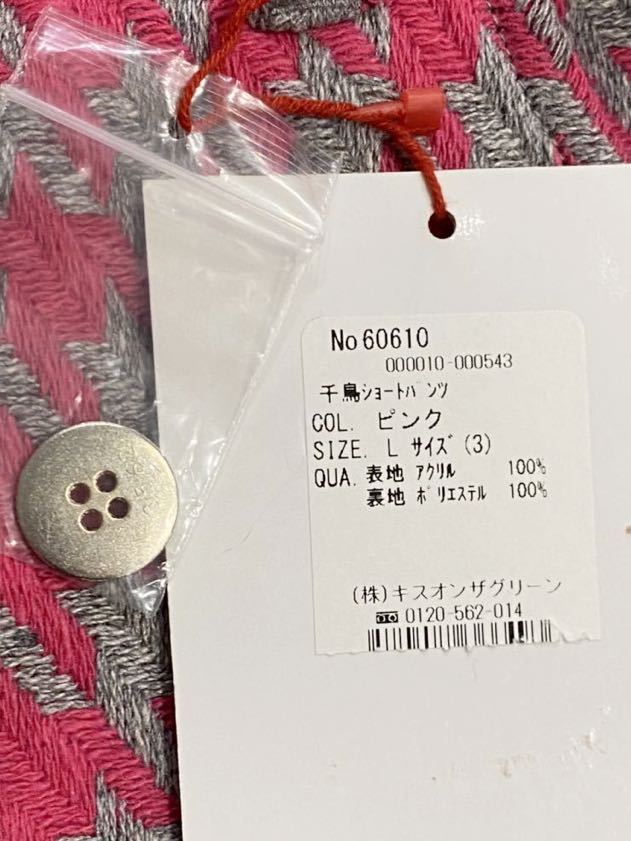 No60610
000010-000543
千鳥ｼｮｰﾄﾊﾟﾝﾂ
COL. ピンク
SIZE. L ｻｲｽﾞ(3)
QUA. 表地 ｱｸﾘﾙ 100%
裏地 ﾎﾟﾘｴｽﾃﾙ 100%
(株)キスオンザグリーン
0120-562-014